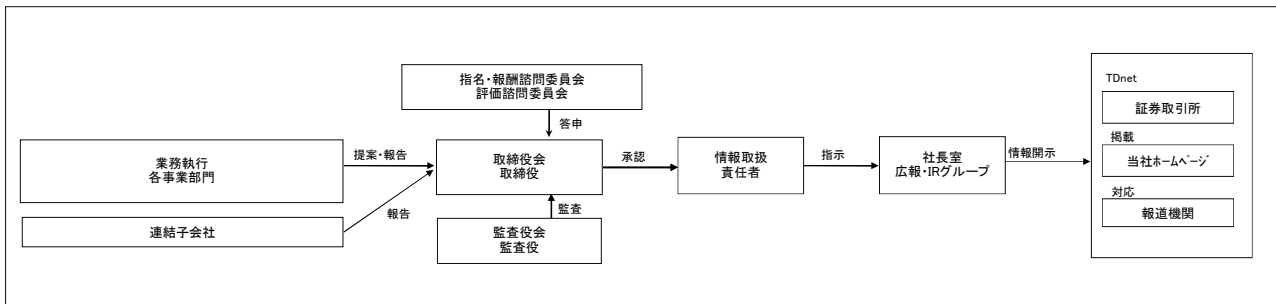 指名・報酬諮問委員会
評価諮問委員会
答申
業務執行
各事業部門
提案・報告
連結子会社
報告
取締役会
取締役
監査
監査役会
監査役
承認
情報取扱
責任者
指示
社長室
広報・IRグループ
情報開示
TDnet
証券取引所
掲載
当社ホームページ
対応
報道機関